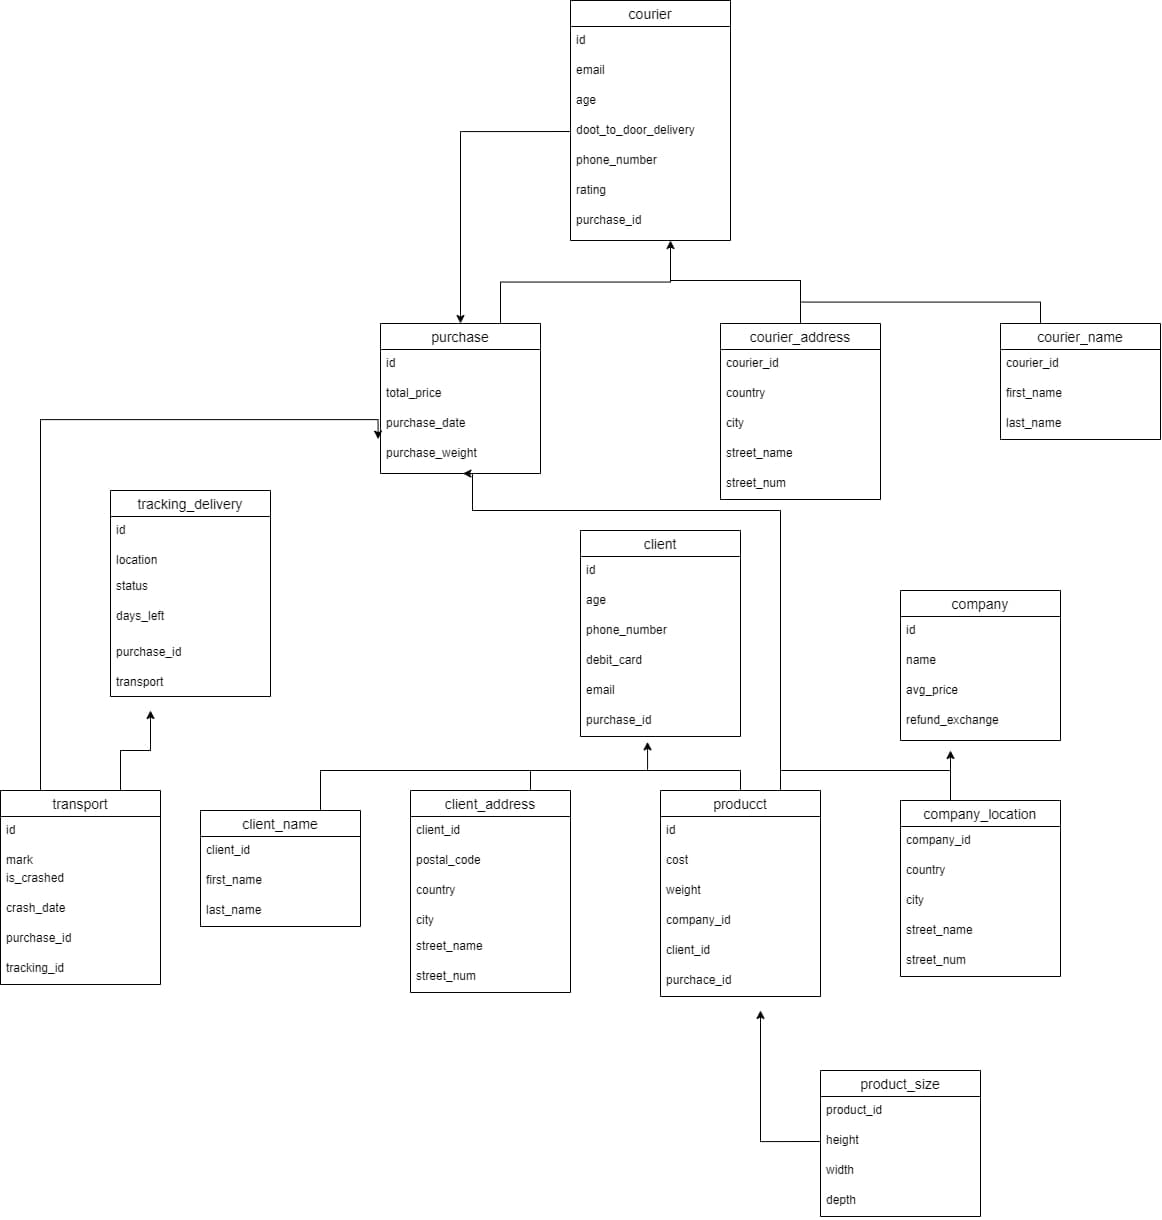 courier
id
email
age
doot_to_door_delivery
phone_number
rating
purchase_id
purchase
id
total_price
purchase_date
purchase_weight
courier_address
courier_id
country
city
street_name
street_num
courier_name
courier_id
first_name
last_name
tracking_delivery
id
location
status
days_left
purchase_id
transport
client
id
age
phone_number
debit_card
email
purchase_id
company
id
name
avg_price
refund_exchange
transport
id
mark
is_crashed
crash_date
purchase_id
tracking_id
client_name
client_id
first_name
last_name
client_address
client_id
postal_code
country
city
street_name
street_num
producct
id
cost
weight
company_id
client_id
purchace_id
company_location
company_id
country
city
street_name
street_num
product_size
product_id
height
width
depth